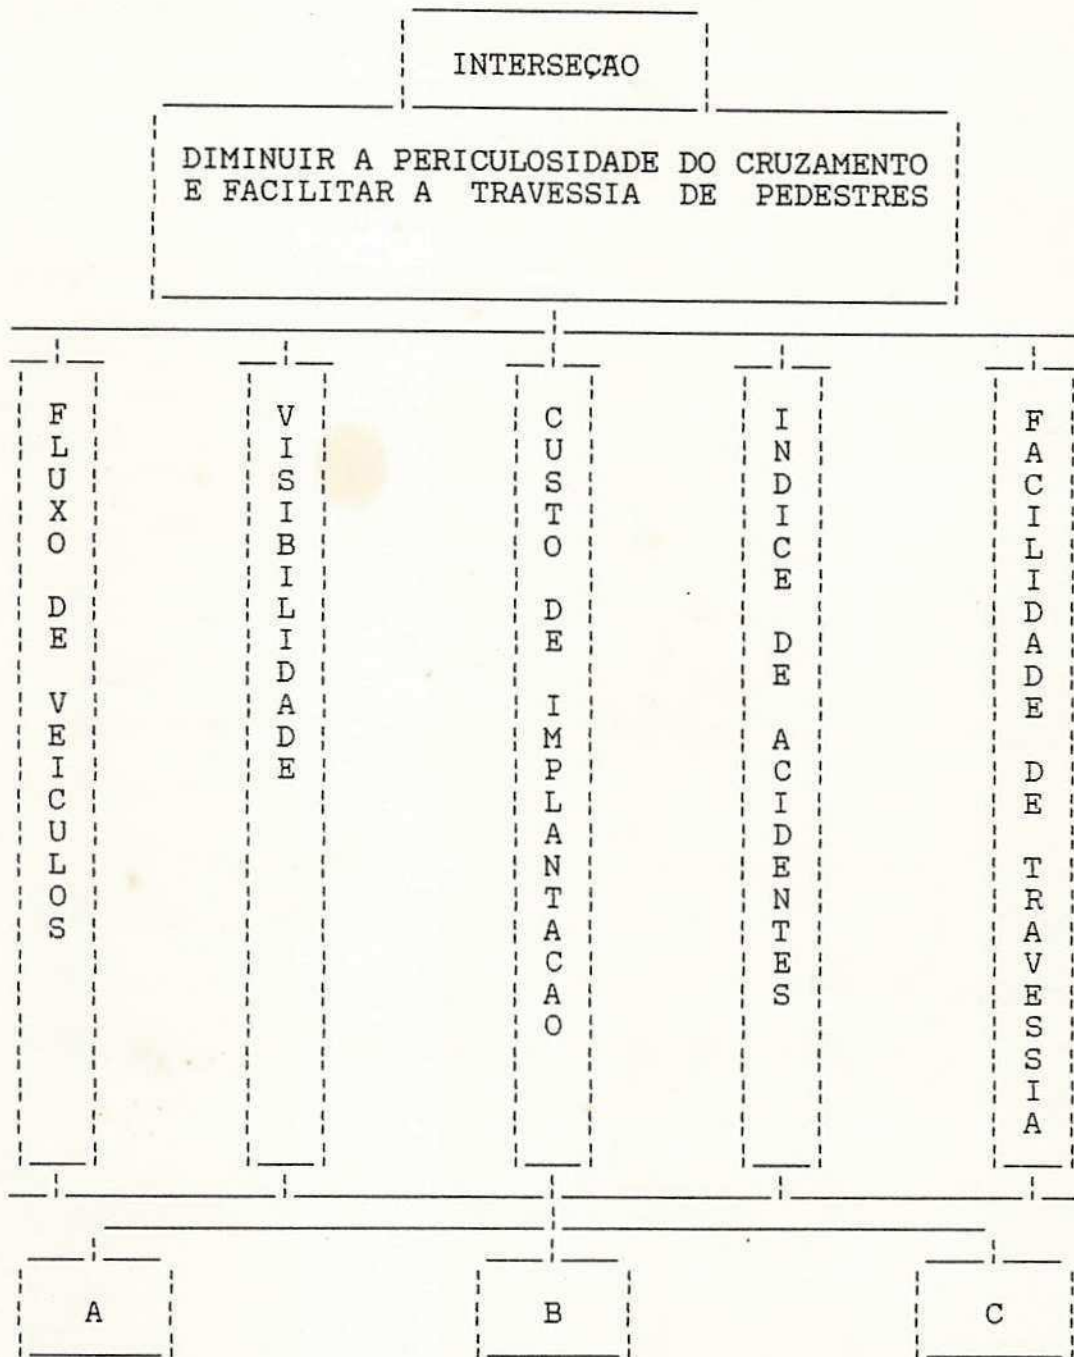 INTERSEÇÃO
DIMINUIR A PERICULOSIDADE DO CRUZAMENTO
E FACILITAR A TRAVESSIA DE PEDESTRES
FLUXO DE VEICULOS
VISIBILIDADE
CUSTO DE IMPLANTACAO
INDICE DE ACIDENTES
FACILIDADE DE TRAVESSIA
A
B
C